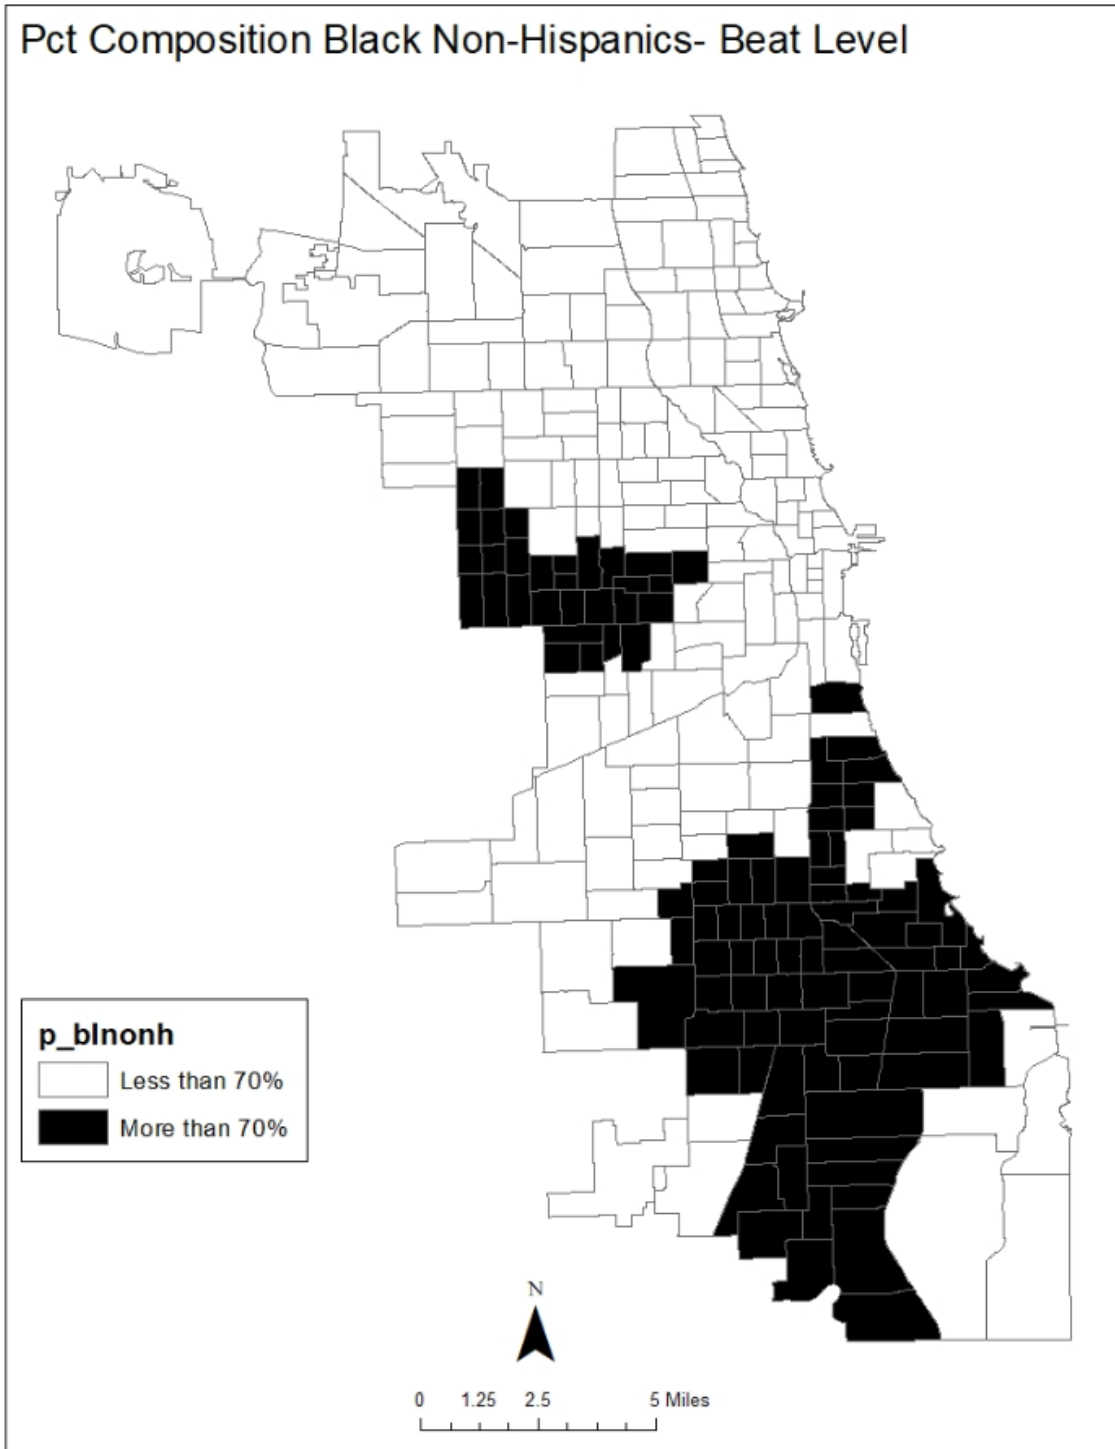 Pct Composition Black Non-Hispanics- Beat Level
p_blnonh
Less than 70%
More than 70%
N
0 1.25 2.5 5 Miles